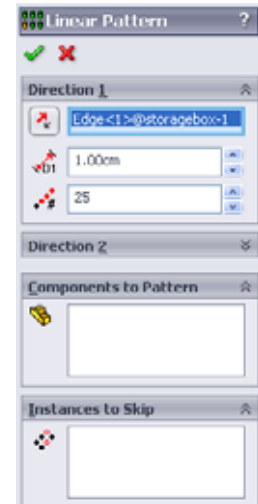 Linear Pattern ?
Direction 1
Edge<1>@storagebox-1
D1 1.00cm
25
Direction 2
Components to Pattern
Instances to Skip